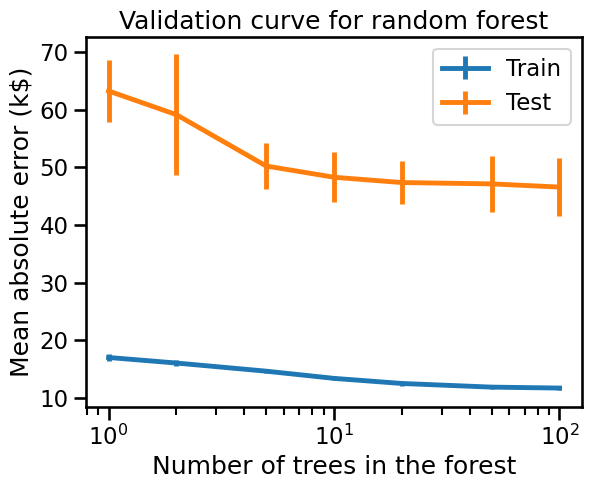 Validation curve for random forest
Mean absolute error (k$)
70
60
50
40
30
20
10
Train
Test
10⁰
10¹
10²
Number of trees in the forest